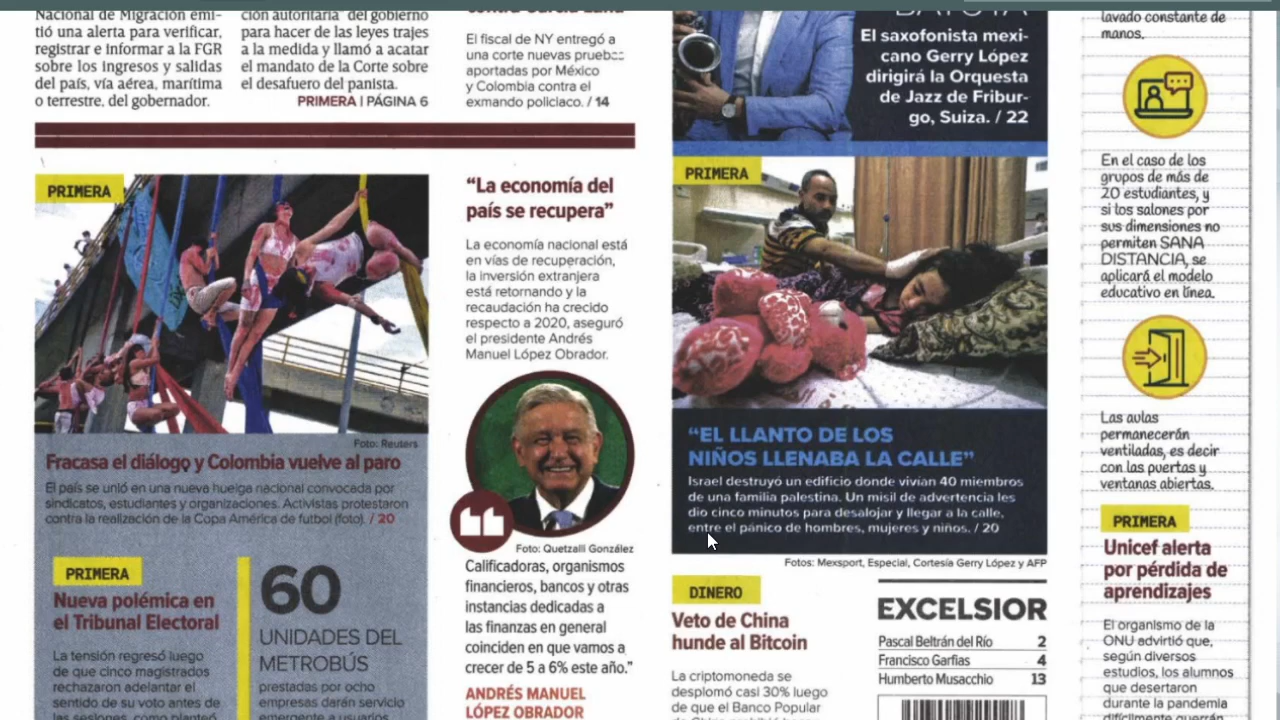 Nacional de Migración emi-
tió una alerta para verificar,
registrar e informar a la FGR
sobre los ingresos y salidas
del país, vía aérea, marítima
o terrestre, del gobernador.
ción autoritaria" del gobierno
para hacer de las leyes trajes
a la medida y llamó a acatar
el mandato de la Corte sobre
el desafuero del panista.
PRIMERA | PÁGINA 6
El fiscal de NY entregó a
una corte nuevas pruebas
aportadas por México
y Colombia contra el
exmando policiaco. / 14
El saxofonista mexi-
cano Gerry López
dirigirá la Orquesta
de Jazz de Fribur-
go, Suiza. / 22
lavado constante de
manos.
En el caso de los
grupos de más de
20 estudiantes, y
si los salones por
sus dimensiones no
permiten SANA
DISTANCIA, se
aplicará el modelo
educativo en línea.
Las aulas
permanecerán
ventiladas, es decir
con las puertas y
ventanas abiertas.
PRIMERA
Foto: Reuters
Fracasa el diálogo y Colombia vuelve al paro
El país se unió en una nueva huelga nacional convocada por
sindicatos, estudiantes y organizaciones. Activistas protestaron
contra la realización de la Copa América de futbol (foto). / 20
PRIMERA
Nueva polémica en
el Tribunal Electoral
La tensión regresó luego
de que cinco magistrados
rechazaron adelantar el
sentido de su voto antes de
las sesiones, como planteó
60
UNIDADES DEL
METROBÚS
prestadas por ocho
empresas darán servicio
emergente a usuarios
“La economía del
país se recupera”
La economía nacional está
en vías de recuperación,
la inversión extranjera
está retornando y la
recaudación ha crecido
respecto a 2020, aseguró
el presidente Andrés
Manuel López Obrador.
Foto: Quetzalli González
Calificadoras, organismos
financieros, bancos y otras
instancias dedicadas a
las finanzas en general
coinciden en que vamos a
crecer de 5 a 6% este año.”
ANDRÉS MANUEL
LÓPEZ OBRADOR
PRIMERA
“EL LLANTO DE LOS
NIÑOS LLENABA LA CALLE”
Israel destruyó un edificio donde vivían 40 miembros
de una familia palestina. Un misil de advertencia les
dio cinco minutos para desalojar y llegar a la calle,
entre el pánico de hombres, mujeres y niños. / 20
Fotos: Mexsport, Especial, Cortesía Gerry López y AFP
DINERO
Veto de China
hunde al Bitcoin
La criptomoneda se
desplomó casi 30% luego
de que el Banco Popular
EXCELSIOR
Pascal Beltrán del Río 2
Francisco Garfias 4
Humberto Musacchio 13
PRIMERA
Unicef alerta
por pérdida de
aprendizajes
El organismo de la
ONU advirtió que,
según diversos
estudios, los alumnos
que desertaron
durante la pandemia